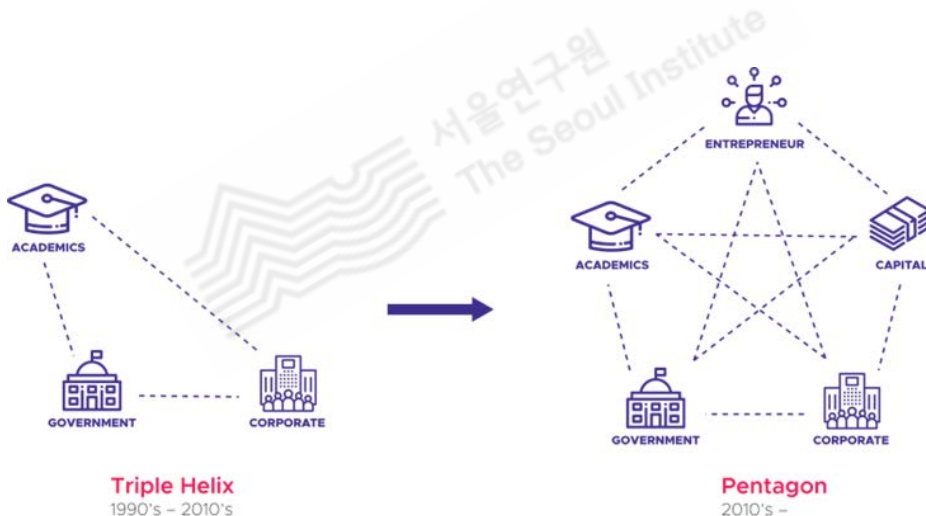 서울연구원
The Seoul Institute
ENTREPRENEUR
ACADEMICS
ACADEMICS
CAPITAL
GOVERNMENT
CORPORATE
GOVERNMENT
CORPORATE
Triple Helix
1990's – 2010's
Pentagon
2010's –